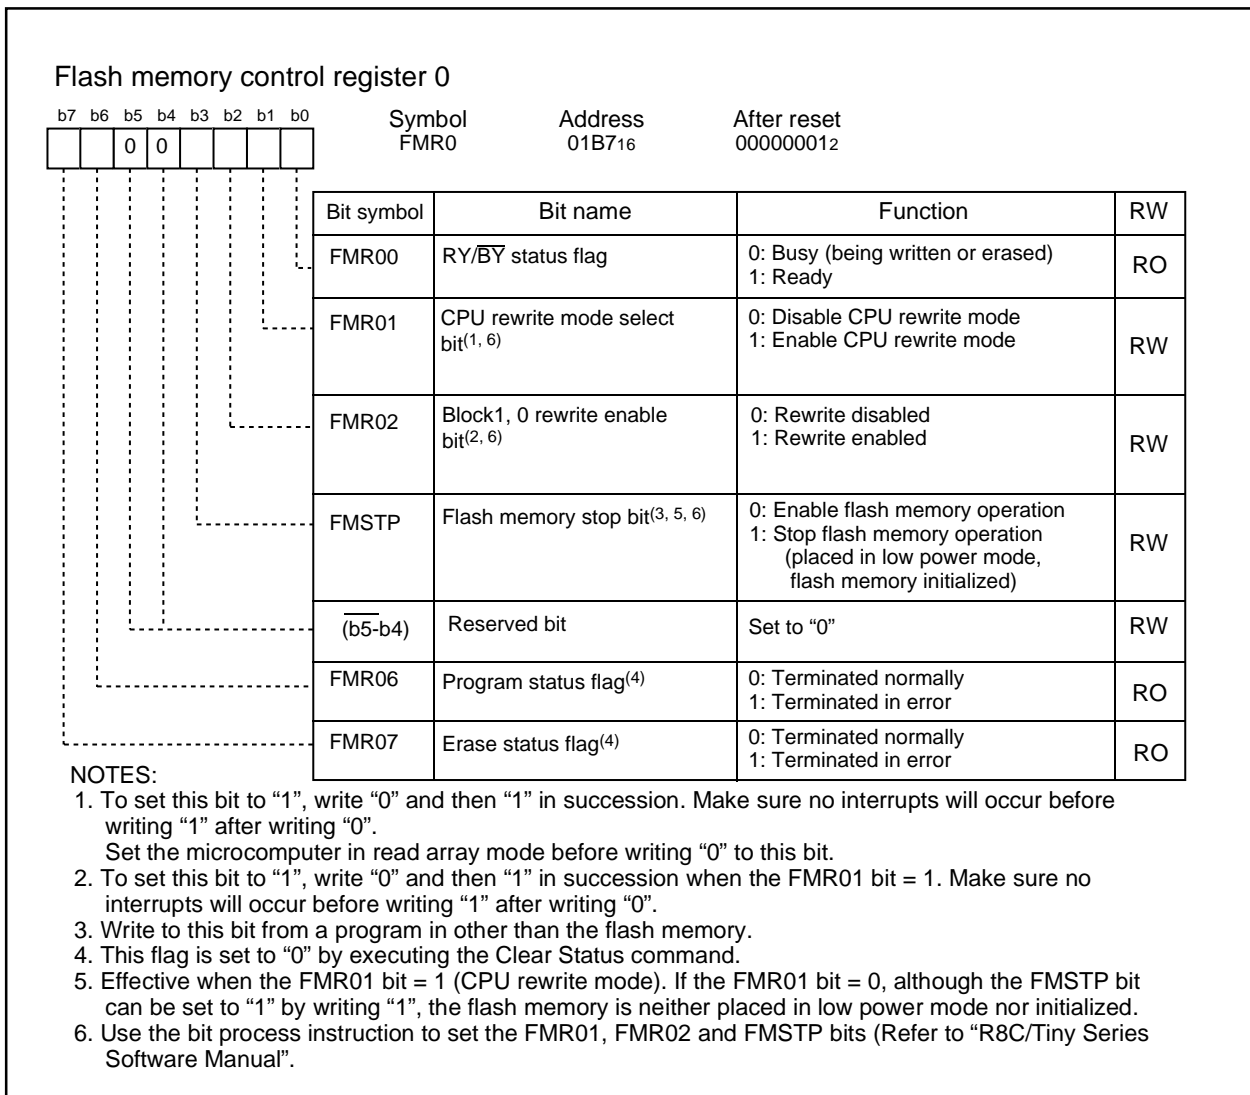 Flash memory control register 0
b7 b6 b5 b4 b3 b2 b1 b0
Symbol Address After reset
0 0
FMR0 01B716 000000012
Bit symbol Bit name Function RW
FMR00 RY/BY status flag 0: Busy (being written or erased)
1: Ready
RO
FMR01 CPU rewrite mode select
bit(1, 6)
0: Disable CPU rewrite mode
1: Enable CPU rewrite mode
RW
FMR02 Block1, 0 rewrite enable
bit(2, 6)
0: Rewrite disabled
1: Rewrite enabled
RW
FMSTP Flash memory stop bit(3, 5, 6)
0: Enable flash memory operation
1: Stop flash memory operation
(placed in low power mode,
flash memory initialized)
RW
(b5-b4) Reserved bit Set to “0” RW
FMR06 Program status flag(4)
0: Terminated normally
1: Terminated in error
RO
FMR07 Erase status flag(4)
0: Terminated normally
1: Terminated in error
RO
NOTES:
1. To set this bit to “1”, write “0” and then “1” in succession. Make sure no interrupts will occur before
writing “1” after writing “0”.
Set the microcomputer in read array mode before writing “0” to this bit.
2. To set this bit to “1”, write “0” and then “1” in succession when the FMR01 bit = 1. Make sure no
interrupts will occur before writing “1” after writing “0”.
3. Write to this bit from a program in other than the flash memory.
4. This flag is set to “0” by executing the Clear Status command.
5. Effective when the FMR01 bit = 1 (CPU rewrite mode). If the FMR01 bit = 0, although the FMSTP bit
can be set to “1” by writing “1”, the flash memory is neither placed in low power mode nor initialized.
6. Use the bit process instruction to set the FMR01, FMR02 and FMSTP bits (Refer to “R8C/Tiny Series
Software Manual”.